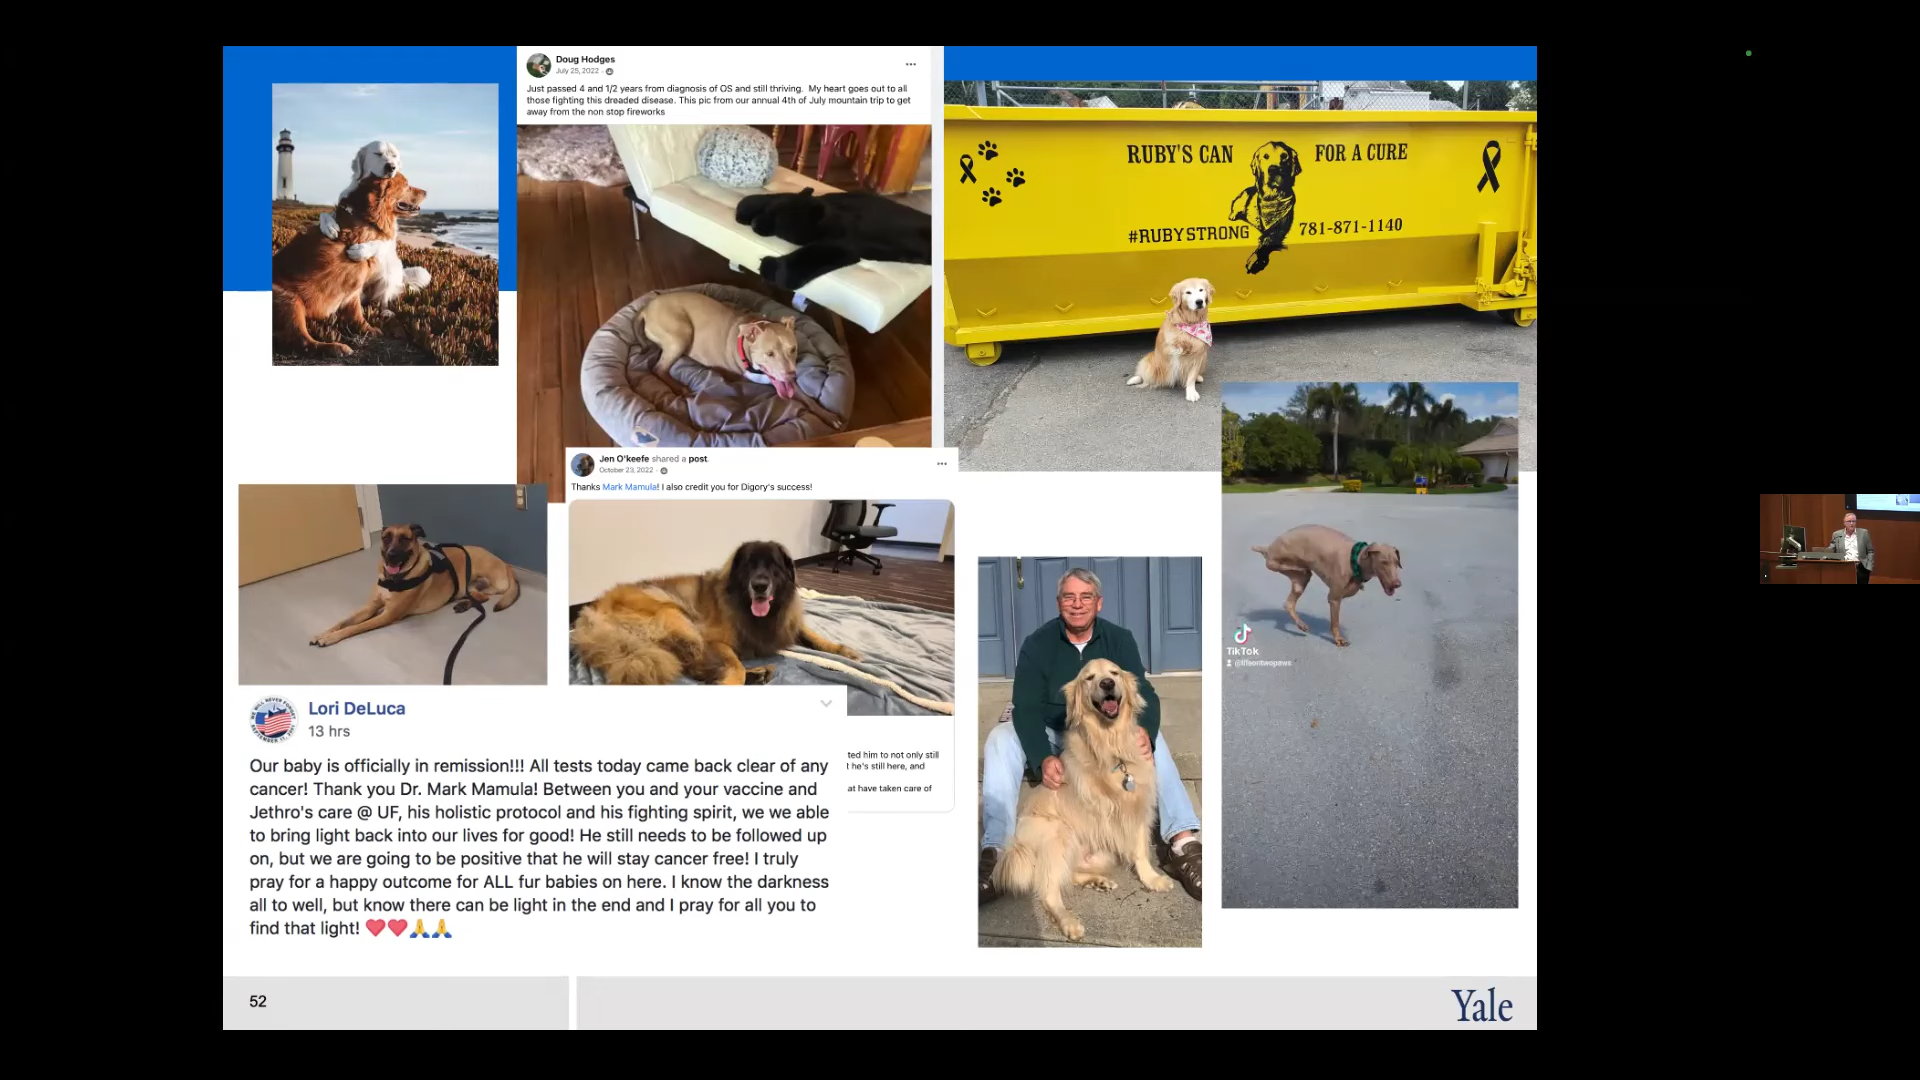 Doug Hodges
July 25, 2022 ·
Just passed 4 and 1/2 years from diagnosis of OS and still thriving. My heart goes out to all
those fighting this dreaded disease. This pic from our annual 4th of July mountain trip to get
away from the non stop fireworks
RUBY'S CAN FOR A CURE
#RUBYSTRONG 781-871-1140
Jen O'keefe shared a post.
October 23, 2022 ·
Thanks Mark Mamula! I also credit you for Digory's success!
TikTok
@lifeontwopaws
Lori DeLuca
13 hrs
Our baby is officially in remission!!! All tests today came back clear of any
cancer! Thank you Dr. Mark Mamula! Between you and your vaccine and
Jethro's care @ UF, his holistic protocol and his fighting spirit, we we able
to bring light back into our lives for good! He still needs to be followed up
on, but we are going to be positive that he will stay cancer free! I truly
pray for a happy outcome for ALL fur babies on here. I know the darkness
all to well, but know there can be light in the end and I pray for all you to
find that light! ❤️❤️🙏🙏
ted him to not only still
t he's still here, and
at have taken care of
52
Yale